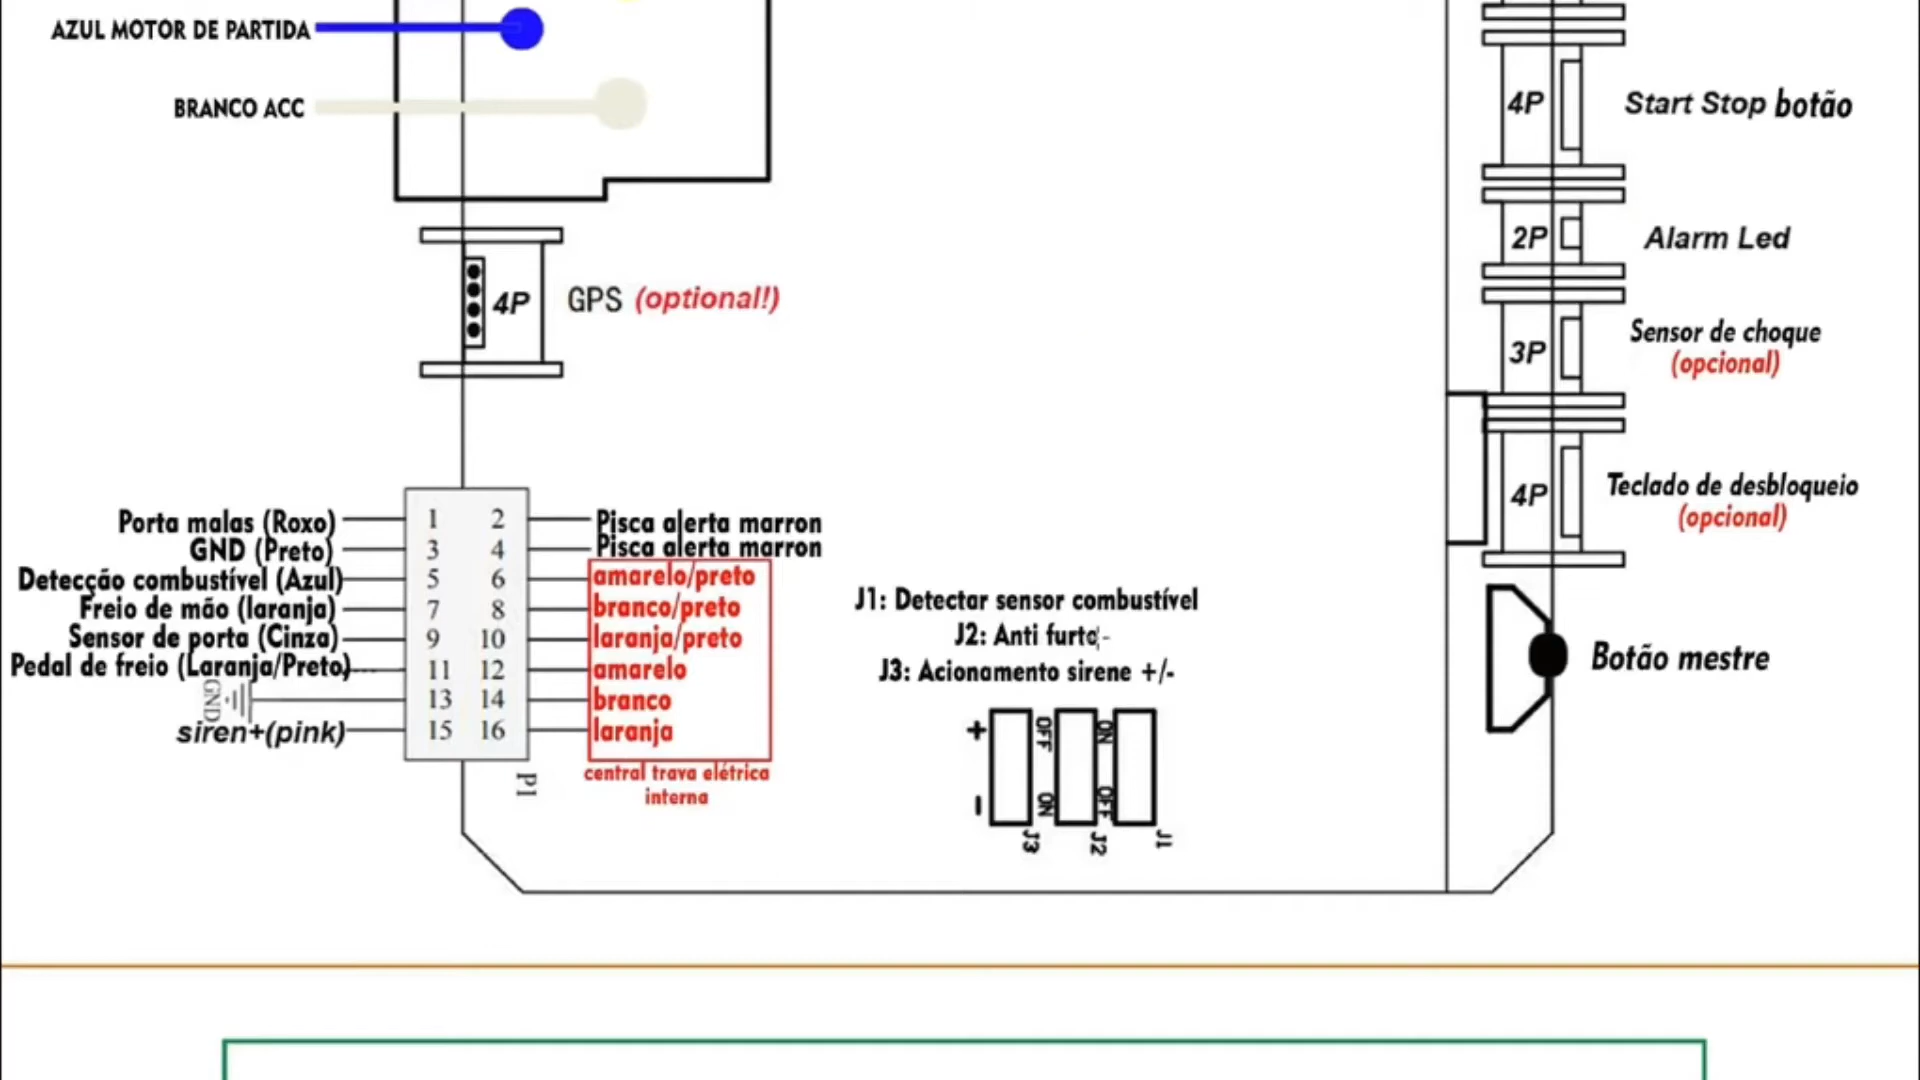 AZUL MOTOR DE PARTIDA
BRANCO ACC
4P
GPS (optional!)
Porta malas (Roxo)
GND (Preto)
Detecção combustível (Azul)
Freio de mão (laranja)
Sensor de porta (Cinza)
Pedal de freio (Laranja/Preto)
GND
siren+(pink)
1 2
3 4
5 6
7 8
9 10
11 12
13 14
15 16
P1
Pisca alerta marron
Pisca alerta marron
amarelo/preto
branco/preto
laranja/preto
amarelo
branco
laranja
central trava elétrica
interna
J1: Detectar sensor combustível
J2: Anti furto
J3: Acionamento sirene +/-
+ OFF ON
- ON OFF
J3 J2 J1
4P Start Stop botão
2P Alarm Led
3P Sensor de choque
(opcional)
4P Teclado de desbloqueio
(opcional)
Botão mestre